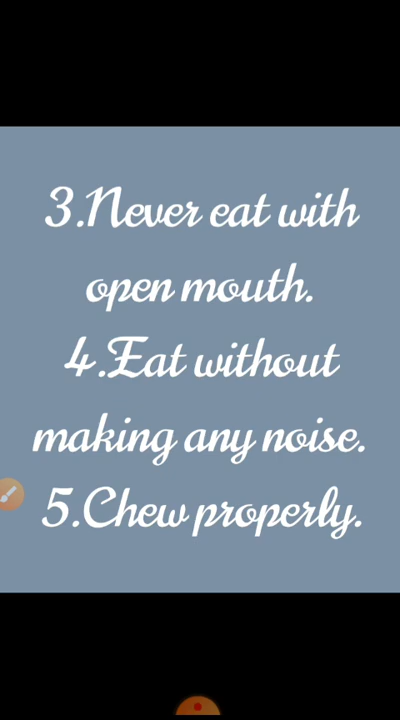 3.Never eat with
open mouth.
4.Eat without
making any noise.
5.Chew properly.